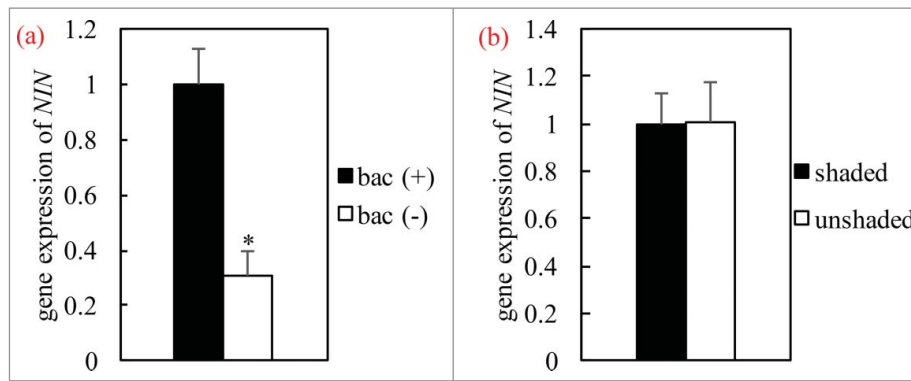 (a)
gene expression of NIN
1.2
1
0.8
0.6
0.4
0.2
0
*
bac (+)
bac (-)
(b)
gene expression of NIN
1.4
1.2
1
0.8
0.6
0.4
0.2
0
shaded
unshaded